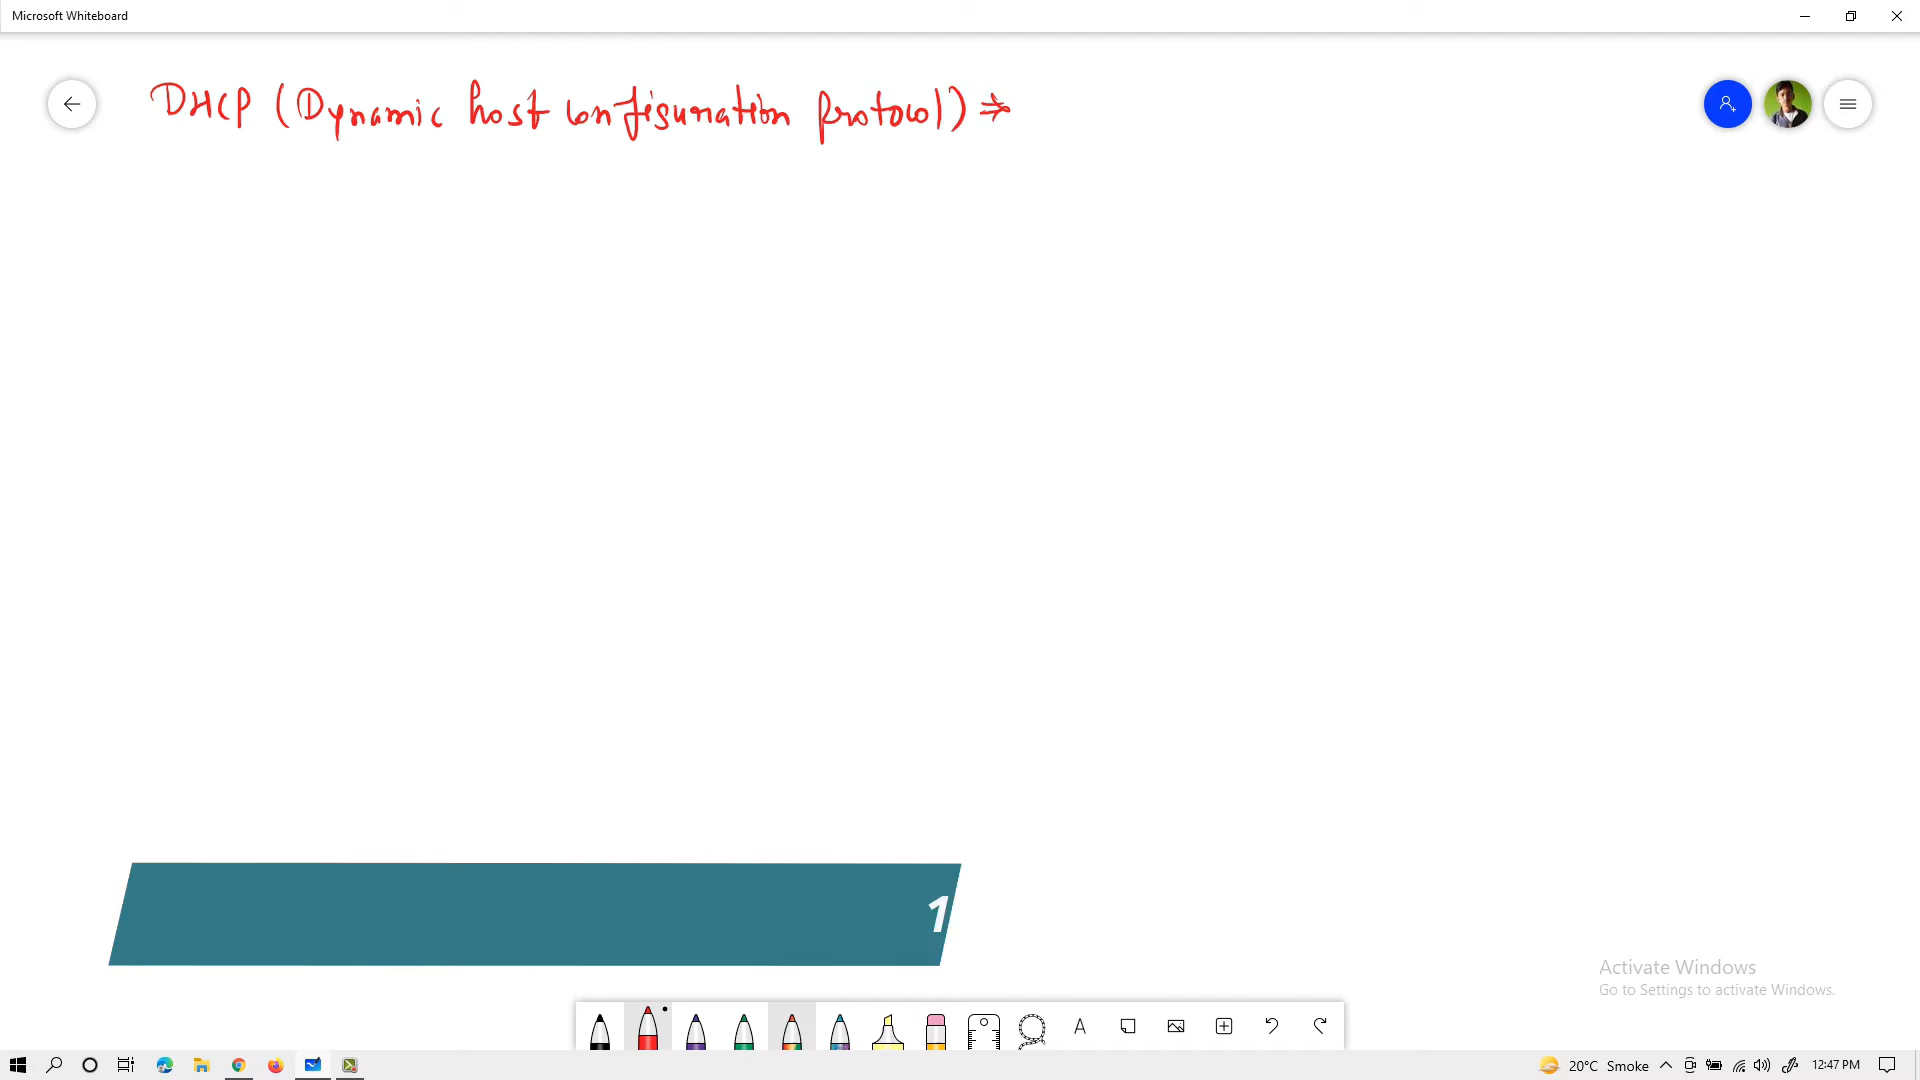 Microsoft Whiteboard
DHCP (Dynamic host configuration protocol) ⇒
1
Activate Windows
Go to Settings to activate Windows.
A
20°C Smoke
12:47 PM